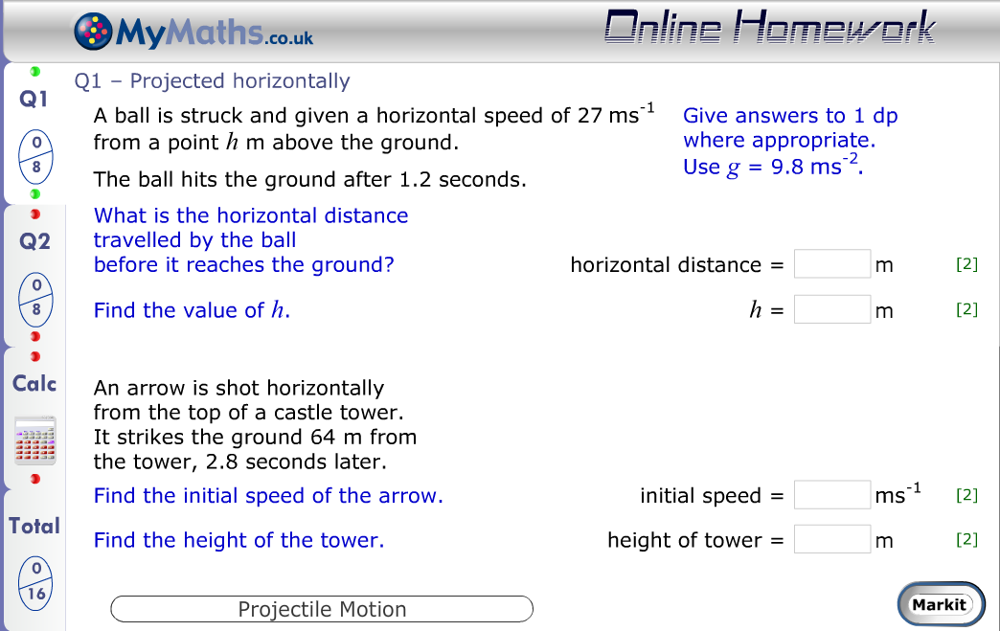 MyMaths.co.uk
Online Homework
Q1 – Projected horizontally
Q1
0
8
A ball is struck and given a horizontal speed of 27 ms⁻¹
from a point h m above the ground.
The ball hits the ground after 1.2 seconds.
Give answers to 1 dp
where appropriate.
Use g = 9.8 ms⁻².
Q2
0
8
What is the horizontal distance
travelled by the ball
before it reaches the ground?
horizontal distance = m [2]
Find the value of h.
h = m [2]
Calc
An arrow is shot horizontally
from the top of a castle tower.
It strikes the ground 64 m from
the tower, 2.8 seconds later.
Find the initial speed of the arrow.
initial speed = ms⁻¹ [2]
Total
0
16
Find the height of the tower.
height of tower = m [2]
Projectile Motion
Markit